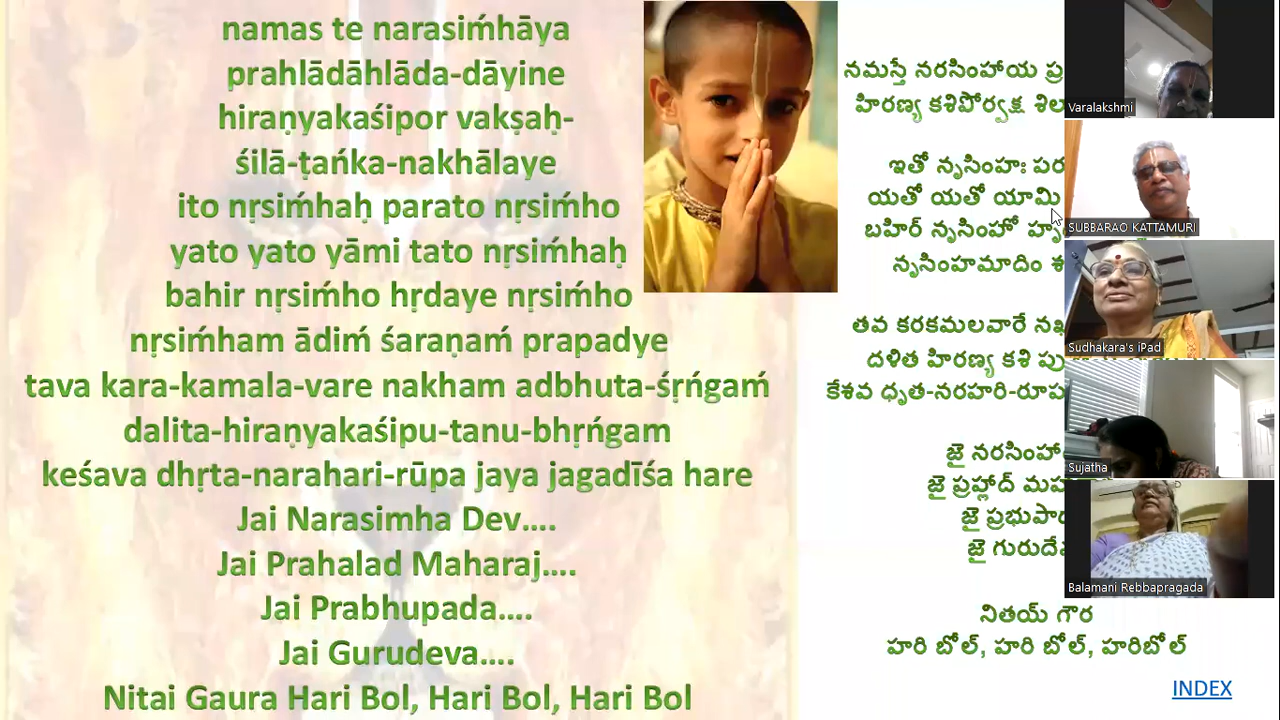 namas te narasiḿhāya
prahlādāhlāda-dāyine
hiraṇyakaśipor vakṣaḥ-
śilā-ṭańka-nakhālaye
ito nṛsiḿhaḥ parato nṛsiḿho
yato yato yāmi tato nṛsiḿhaḥ
bahir nṛsiḿho hṛdaye nṛsiḿho
nṛsiḿham ādiḿ śaraṇaḿ prapadye
tava kara-kamala-vare nakham adbhuta-śṛńgaḿ
dalita-hiraṇyakaśipu-tanu-bhṛńgam
keśava dhṛta-narahari-rūpa jaya jagadīśa hare
Jai Narasimha Dev....
Jai Prahalad Maharaj....
Jai Prabhupada....
Jai Gurudeva....
Nitai Gaura Hari Bol, Hari Bol, Hari Bol
నమస్తే నరసింహాయ
హిరణ్య కశిపోర్వక్ష
ఇతో నృసింహః
యతో యతో యామి
బహిర్ నృసింహో
నృసింహమాదిం
తవ కరకమలవారే
దళిత హిరణ్య కశి
కేశవ ధృత-నరహరి-రూప
జై నరసింహా
జై ప్రహ్లాద్
జై
జై
నితయ్ గౌర
హరి బోల్, హరి బోల్, హరిబోల్
INDEX
Varalakshmi
SUBBARAO KATTAMURI
Sudhakara's iPad
Sujatha
Balamani Rebbapragada